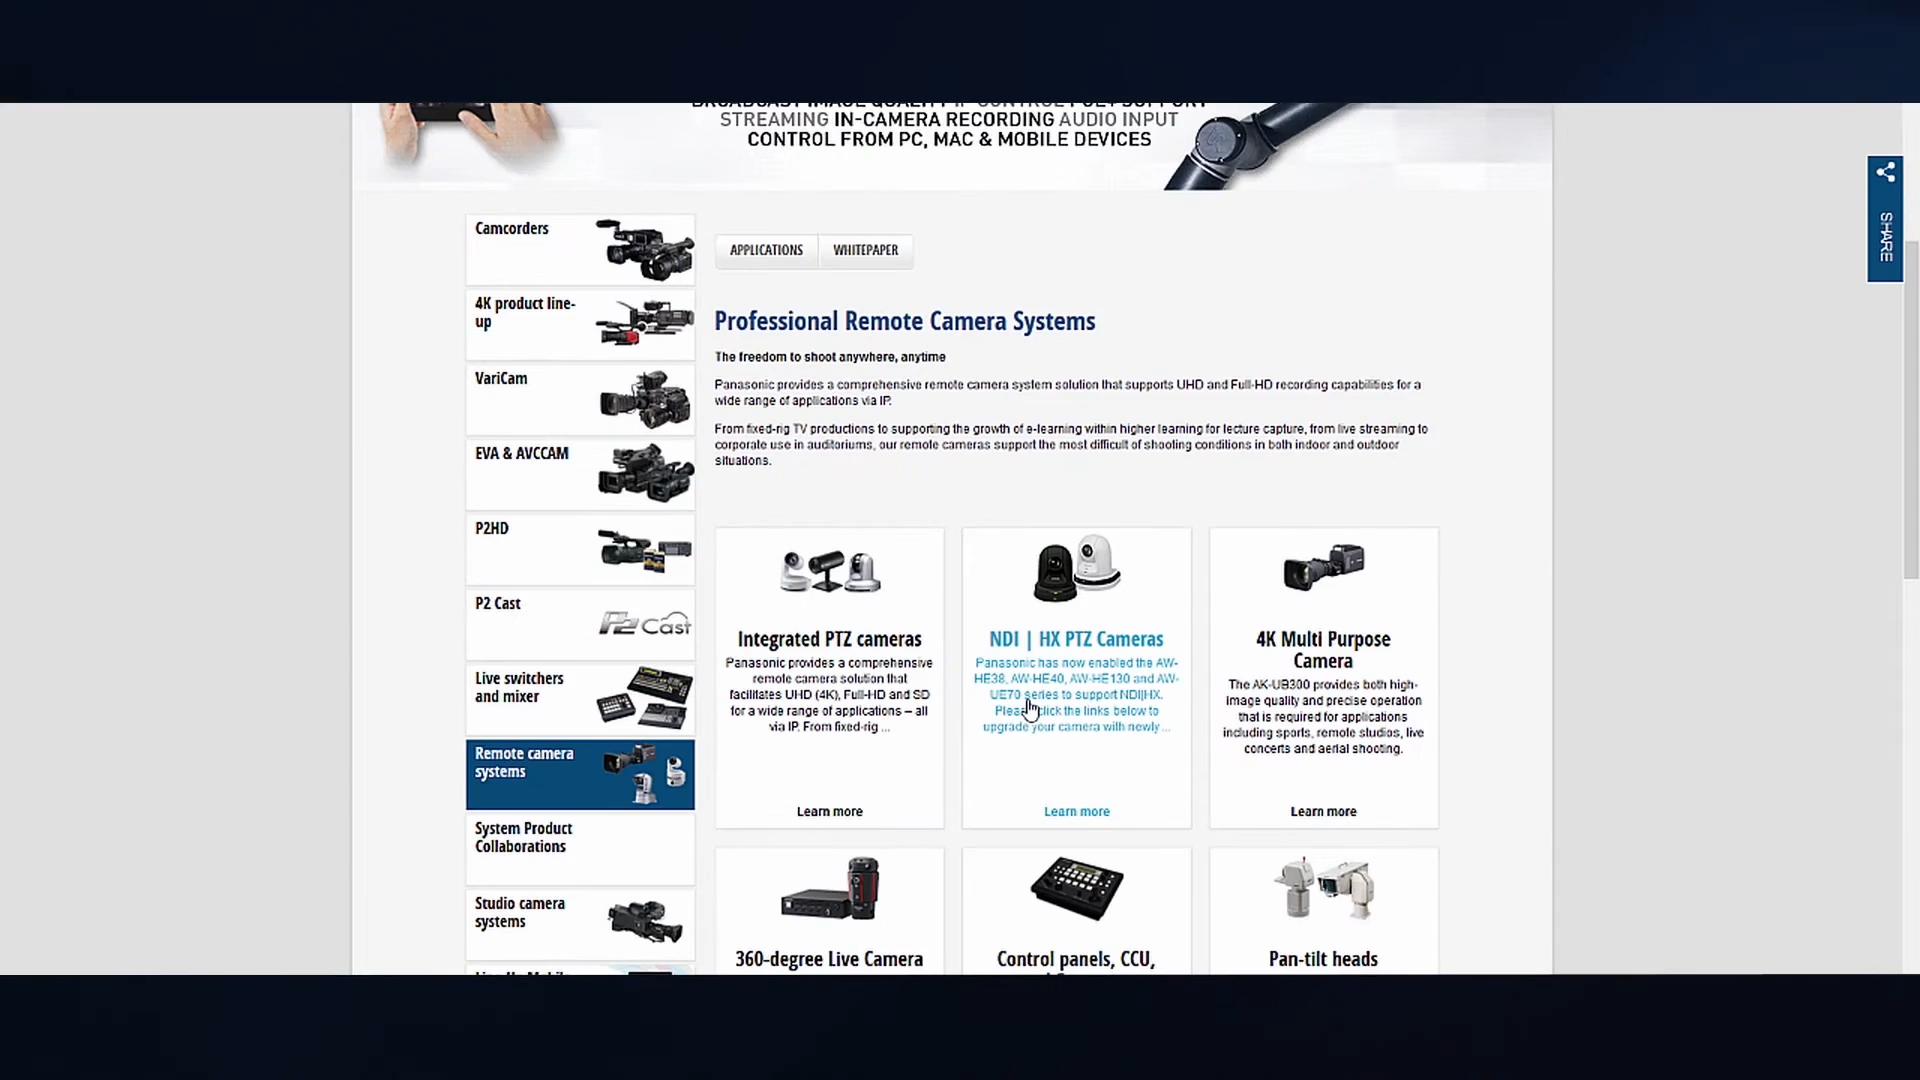 BROADCAST IMAGE QUALITY IP CONTROL POE+ SUPPORT
STREAMING IN-CAMERA RECORDING AUDIO INPUT
CONTROL FROM PC, MAC & MOBILE DEVICES
SHARE
Camcorders
4K product line-
up
VariCam
EVA & AVCCAM
P2HD
P2 Cast
P2 Cast
Live switchers
and mixer
Remote camera
systems
System Product
Collaborations
Studio camera
systems
APPLICATIONS WHITEPAPER
Professional Remote Camera Systems
The freedom to shoot anywhere, anytime
Panasonic provides a comprehensive remote camera system solution that supports UHD and Full-HD recording capabilities for a
wide range of applications via IP.
From fixed-rig TV productions to supporting the growth of e-learning within higher learning for lecture capture, from live streaming to
corporate use in auditoriums, our remote cameras support the most difficult of shooting conditions in both indoor and outdoor
situations.
Integrated PTZ cameras
Panasonic provides a comprehensive
remote camera solution that
facilitates UHD (4K), Full-HD and SD
for a wide range of applications – all
via IP. From fixed-rig ...
Learn more
NDI | HX PTZ Cameras
Panasonic has now enabled the AW-
HE38, AW-HE40, AW-HE130 and AW-
UE70 series to support NDI|HX.
Please click the links below to
upgrade your camera with newly ...
Learn more
4K Multi Purpose
Camera
The AK-UB300 provides both high-
image quality and precise operation
that is required for applications
including sports, remote studios, live
concerts and aerial shooting.
Learn more
360-degree Live Camera
Control panels, CCU,
Pan-tilt heads